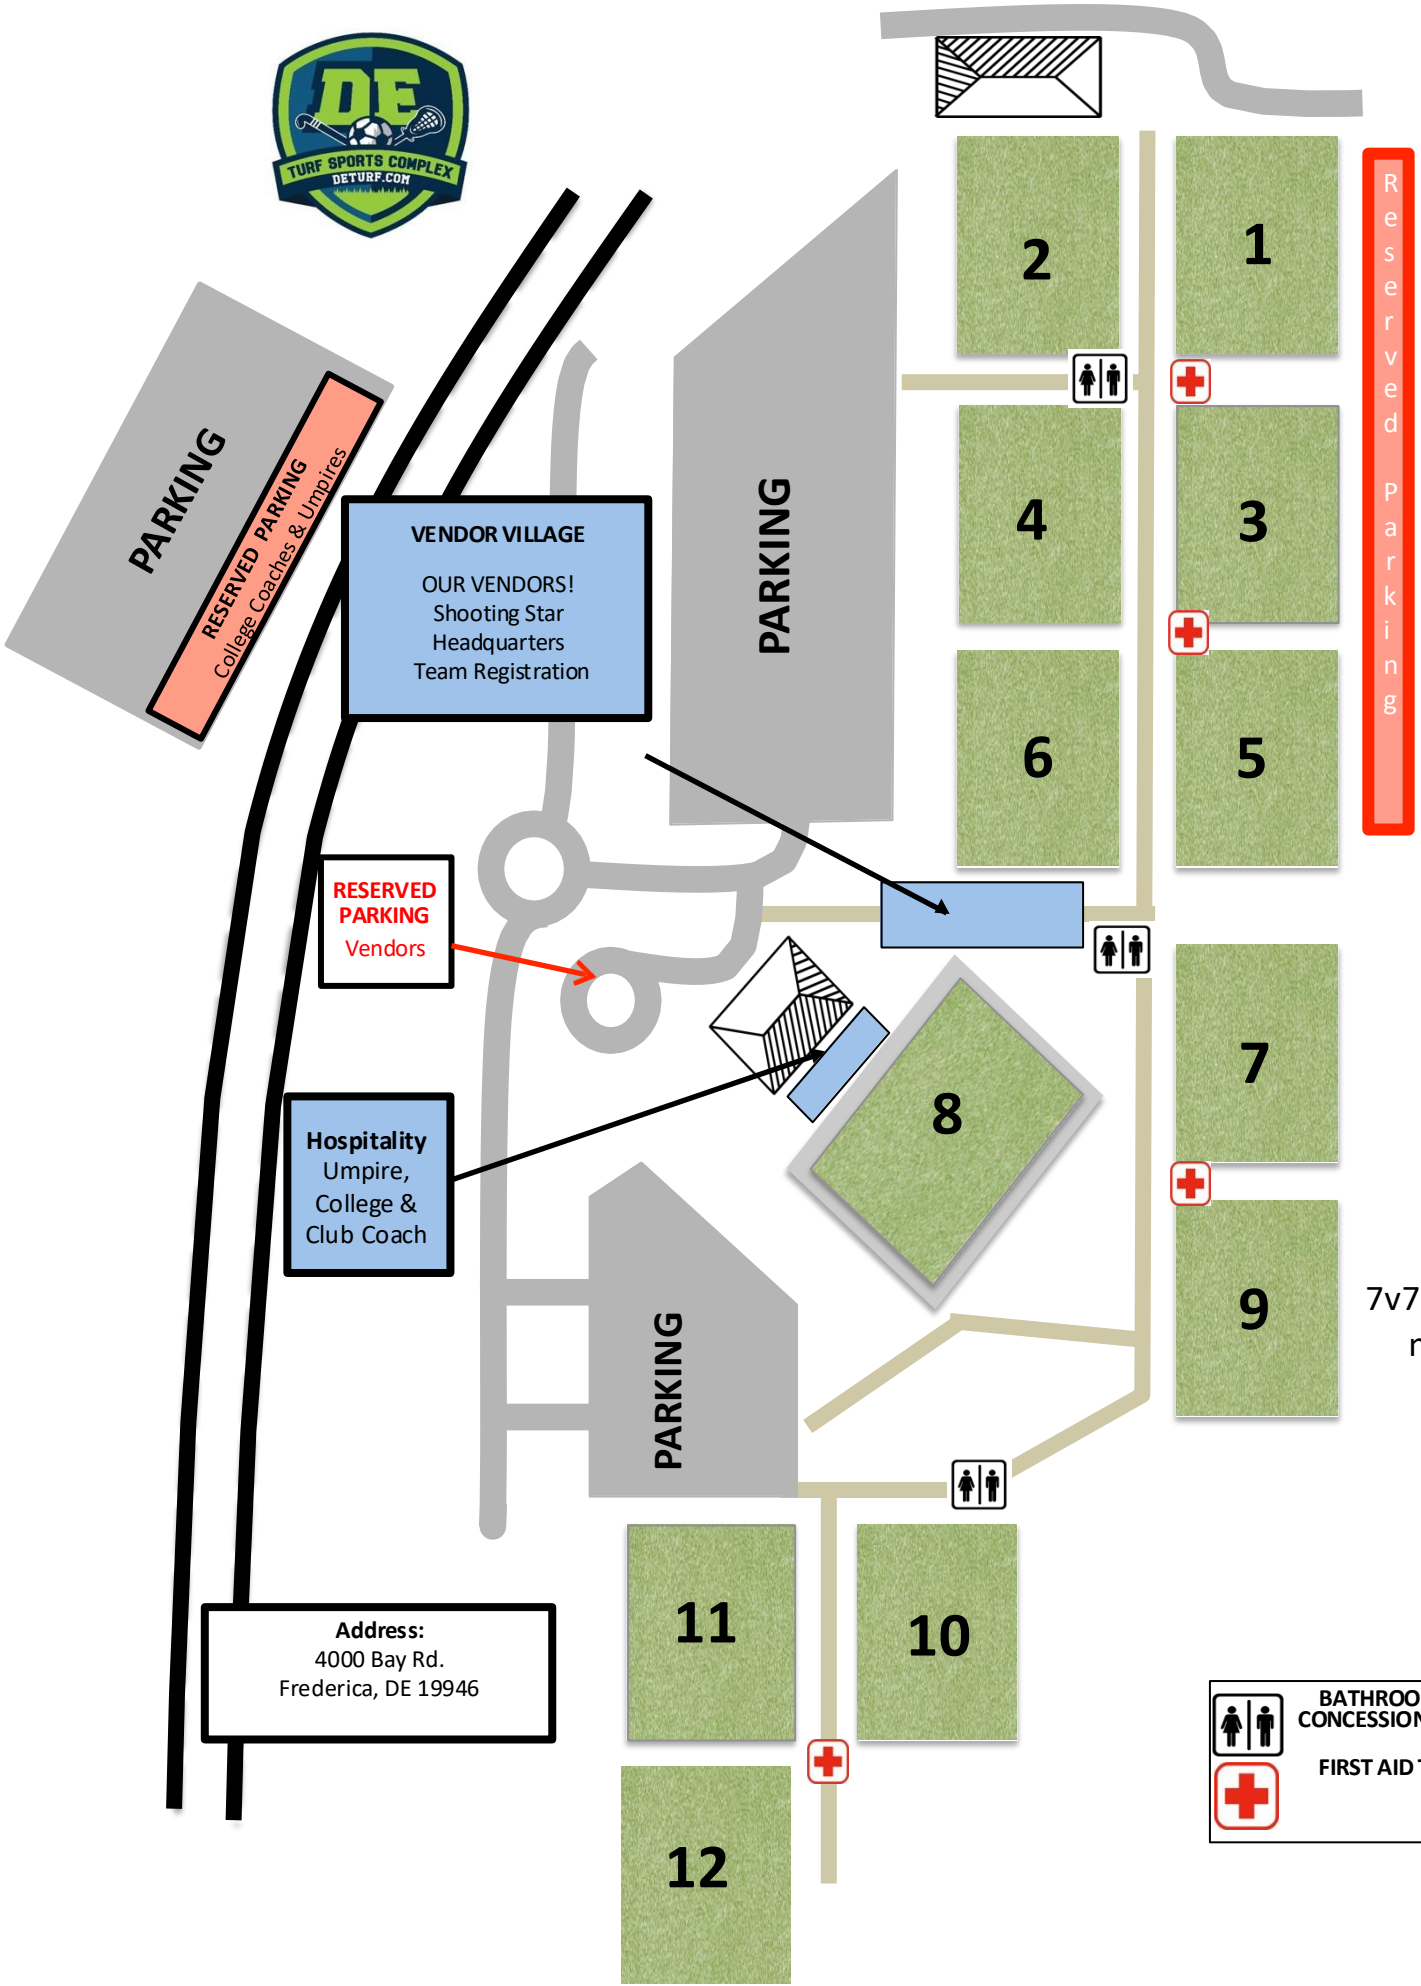 DE
TURF SPORTS COMPLEX
DETURF.COM
2
1
Reserved Parking
PARKING
RESERVED PARKING
College Coaches & Umpires
VENDOR VILLAGE
OUR VENDORS!
Shooting Star
Headquarters
Team Registration
PARKING
4
3
6
5
RESERVED
PARKING
Vendors
7
8
Hospitality
Umpire,
College &
Club Coach
9
7v7
PARKING
11
10
Address:
4000 Bay Rd.
Frederica, DE 19946
BATHROO
CONCESSION
FIRST AID
12